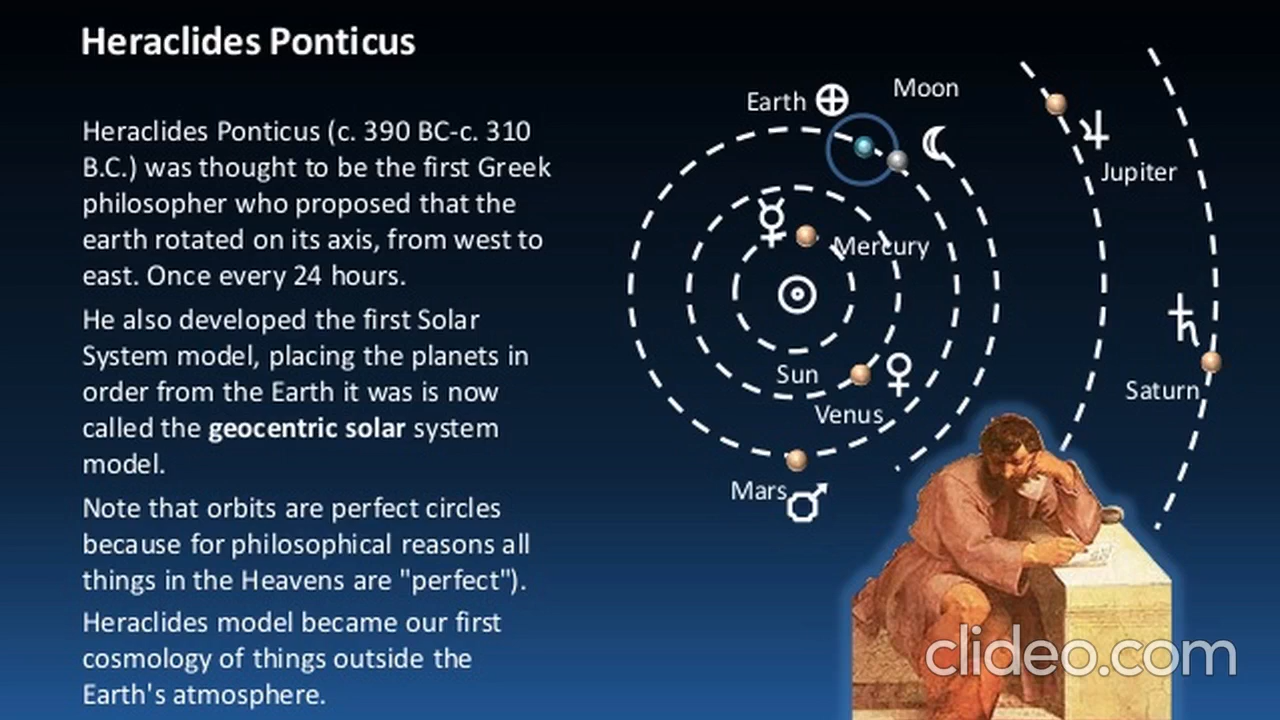 Heraclides Ponticus
Heraclides Ponticus (c. 390 BC-c. 310
B.C.) was thought to be the first Greek
philosopher who proposed that the
earth rotated on its axis, from west to
east. Once every 24 hours.
He also developed the first Solar
System model, placing the planets in
order from the Earth it was is now
called the geocentric solar system
model.
Note that orbits are perfect circles
because for philosophical reasons all
things in the Heavens are "perfect").
Heraclides model became our first
cosmology of things outside the
Earth's atmosphere.
Earth
Moon
Jupiter
Mercury
Sun
Venus
Saturn
Mars
clideo.com